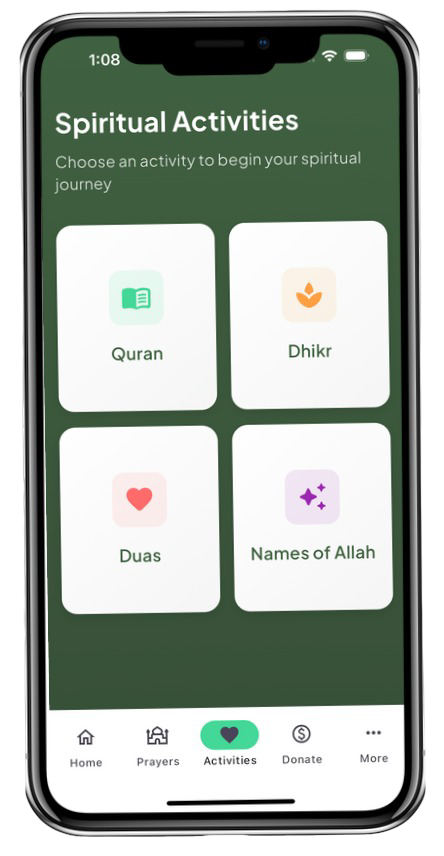 1:08
Spiritual Activities
Choose an activity to begin your spiritual
journey
Quran
Dhikr
Duas
Names of Allah
Home
Prayers
Activities
Donate
More